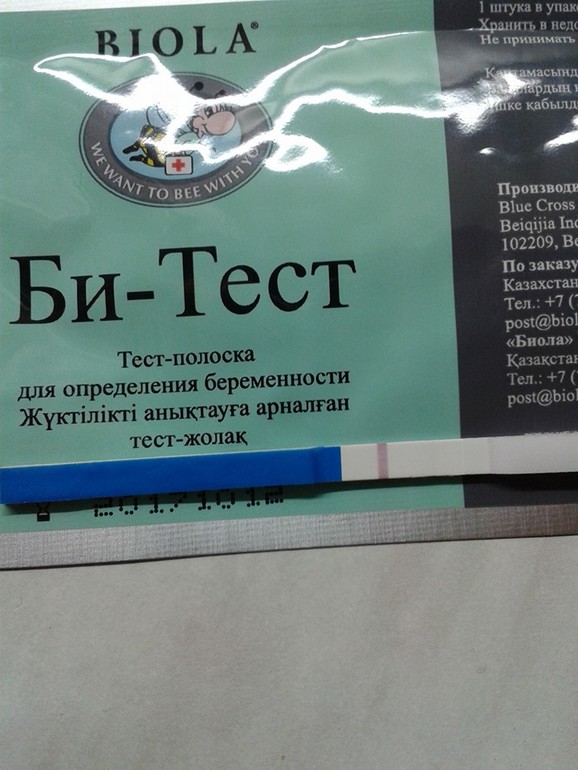 BIOLA®
WE WANT TO BEE WITH YOU
Би-Тест
Тест-полоска
для определения беременности
Жүктілікті анықтауға арналған
тест-жолақ
20171012
1 штука в упак
Хранить в недо
Не принимать
Производи
Blue Cross
Beiqijia Ind
102209, Be
По заказу
Казахстан
Тел.: +7 (
post@biol
«Биола»
Қазақстан
Тел.: +7 (
post@biol